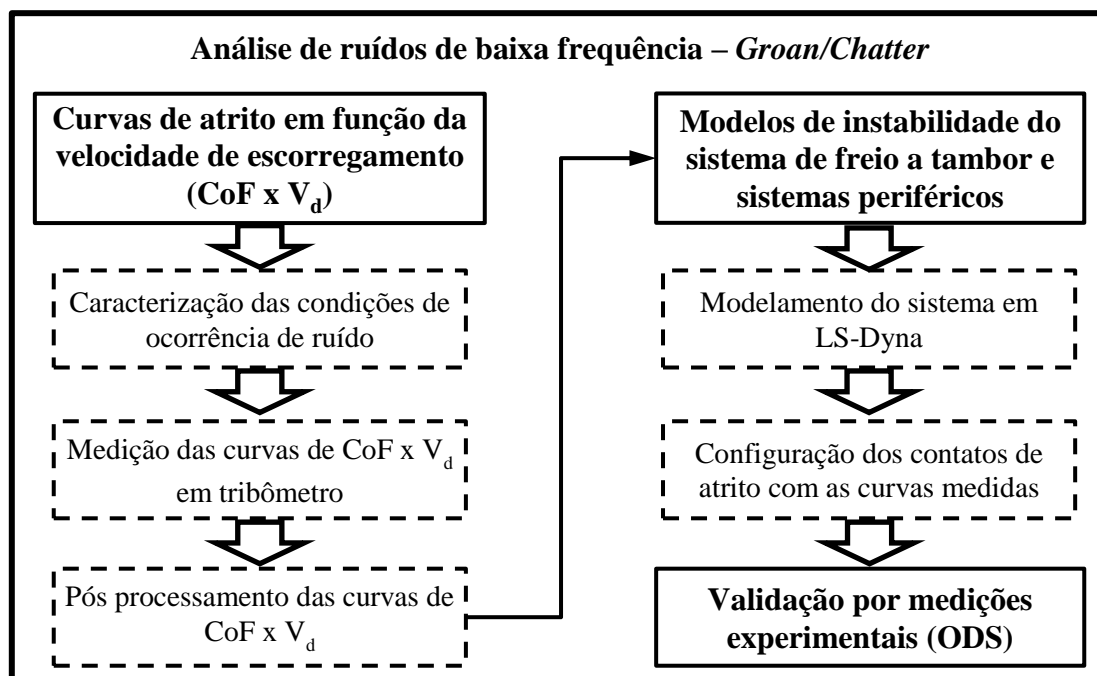 Análise de ruídos de baixa frequência – Groan/Chatter
Curvas de atrito em função da
velocidade de escorregamento
(CoF x Vd)
Caracterização das condições de
ocorrência de ruído
Medição das curvas de CoF x Vd
em tribômetro
Pós processamento das curvas de
CoF x Vd
Modelos de instabilidade do
sistema de freio a tambor e
sistemas periféricos
Modelamento do sistema em
LS-Dyna
Configuração dos contatos de
atrito com as curvas medidas
Validação por medições
experimentais (ODS)